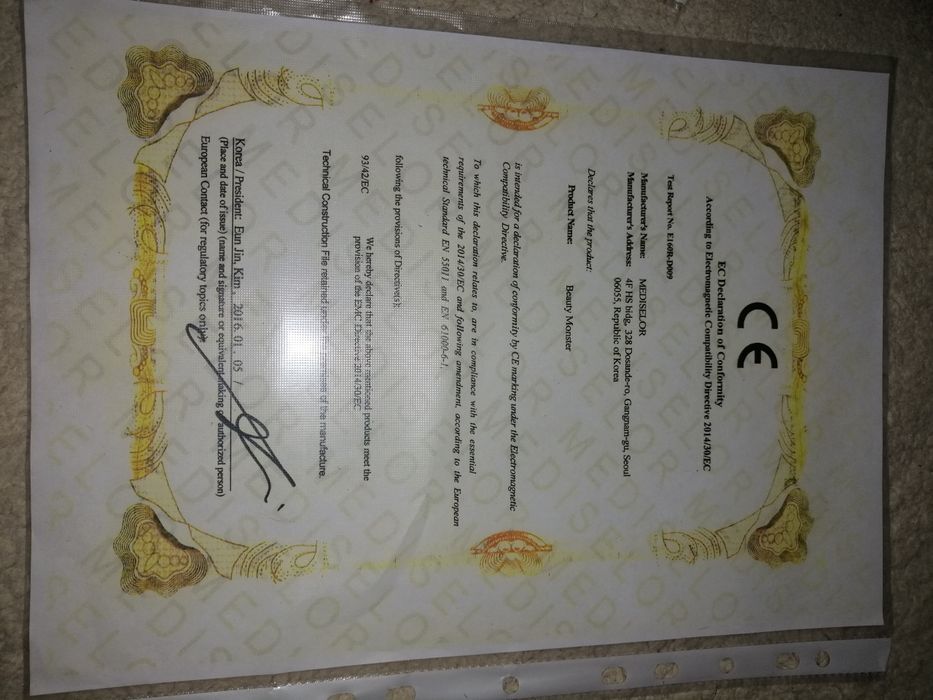 CE
EC Declaration of Conformity
According to Electromagnetic Compatibility Directive 2014/30/EC
Test Report No. E160R-D009
Manufacturer's Name: MEDISELOR
Manufacturer's Address: 4F HS bldg, 328 Dosande-ro, Gangnam-gu, Seoul
06055, Republic of Korea
Declares than the product:
Product Name: Beauty Monster
is intended for a declaration of conformity by CE marking under the Electromagnetic
Compatibility Directive.
To which this declaration relates to, are in compliance with the essential
requirements of the 2014/30/EC and following amendment, according to the European
technical Standard EN 55011 and EN 61000-6-1.
following the provisions of Directive(s):
93/42/EC We hereby declare that the above mentioned products meet the
provision of the EMC Directive 2014/30/EC
Technical Construction File retained under the premises of the manufacture.
Korea / President: Eun Jin, Kim , 2016. 01 . 05 /
(Place and date of issue) (name and signature or equivalent making of authorized person)
European Contact (for regulatory topics only):